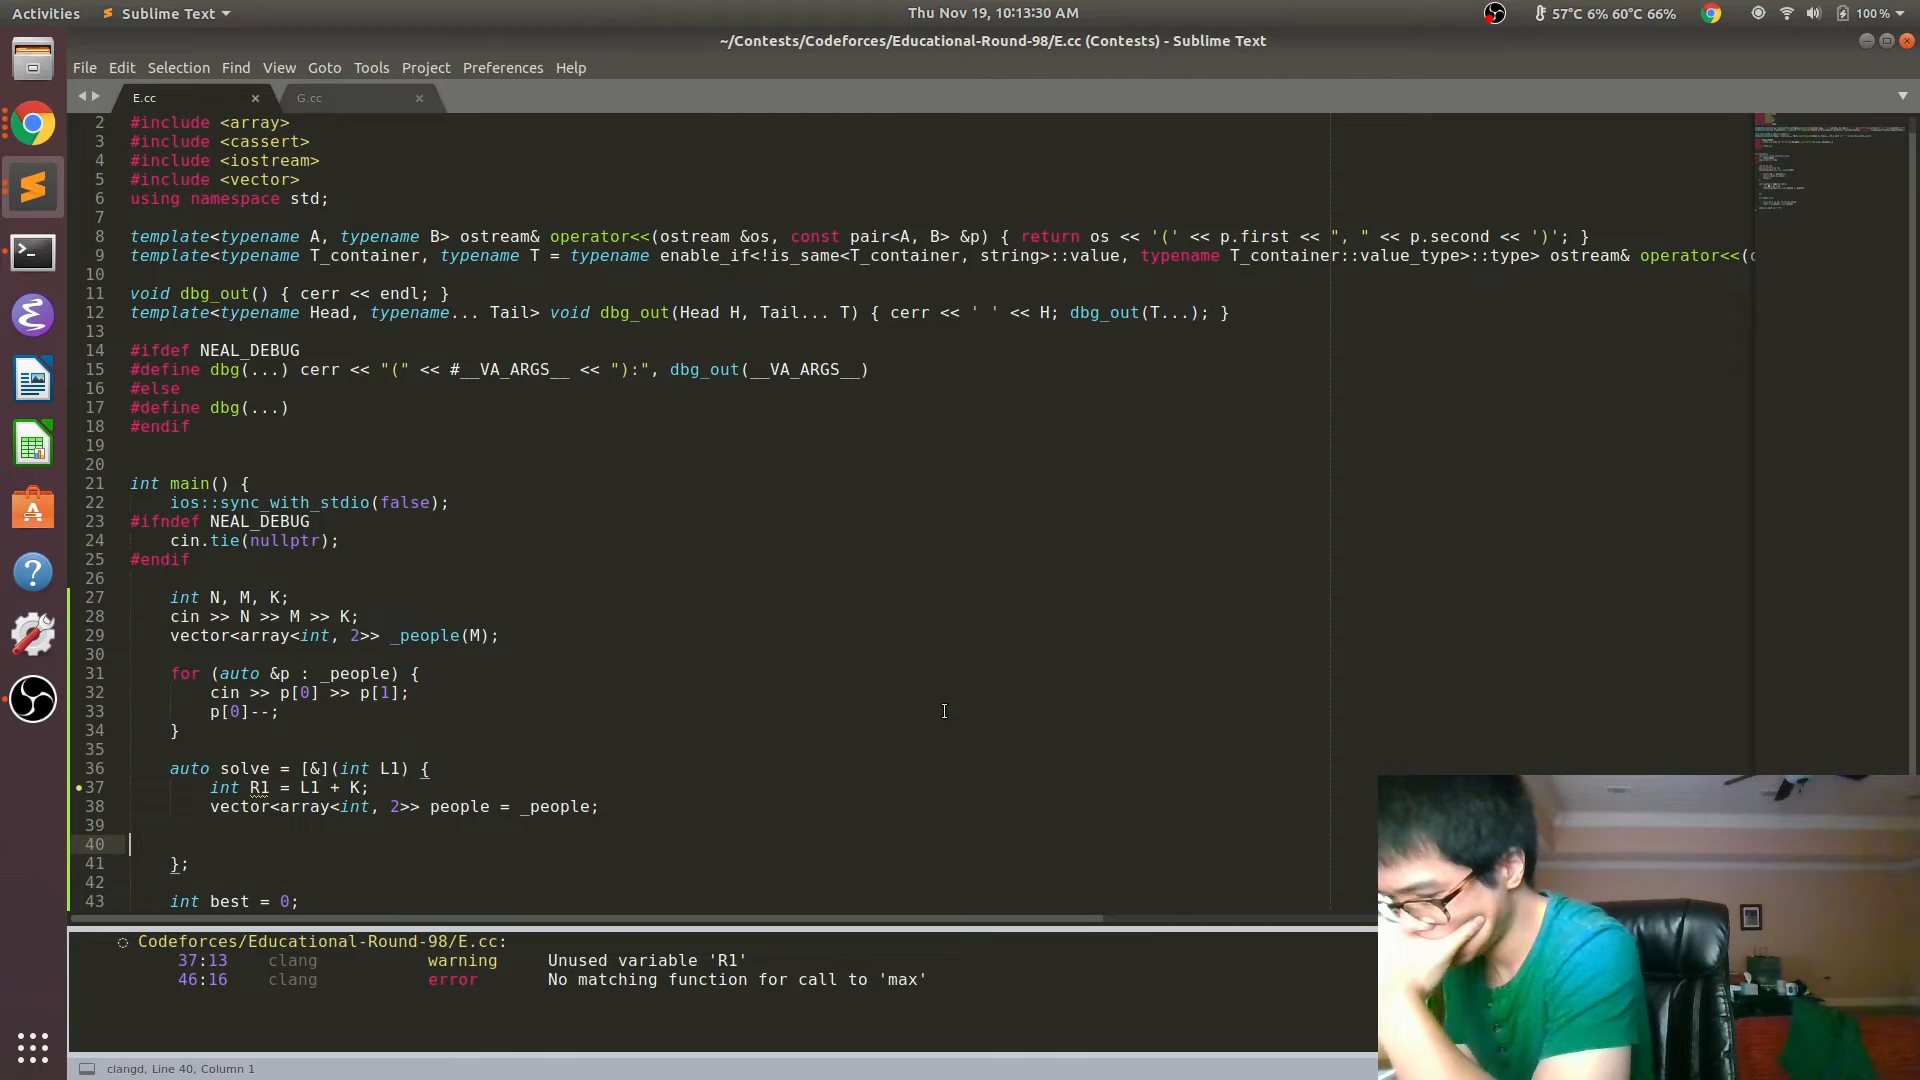 Activities Sublime Text Thu Nov 19, 10:13:30 AM 57°C 6% 60°C 66% 100 %
~/Contests/Codeforces/Educational-Round-98/E.cc (Contests) - Sublime Text
File Edit Selection Find View Goto Tools Project Preferences Help
E.cc G.cc
2 #include <array>
3 #include <cassert>
4 #include <iostream>
5 #include <vector>
6 using namespace std;
7
8 template<typename A, typename B> ostream& operator<<(ostream &os, const pair<A, B> &p) { return os << '(' << p.first << ", " << p.second << ')'; }
9 template<typename T_container, typename T = typename enable_if<!is_same<T_container, string>::value, typename T_container::value_type>::type> ostream& operator<<(o
10
11 void dbg_out() { cerr << endl; }
12 template<typename Head, typename... Tail> void dbg_out(Head H, Tail... T) { cerr << ' ' << H; dbg_out(T...); }
13
14 #ifdef NEAL_DEBUG
15 #define dbg(...) cerr << "(" << #__VA_ARGS__ << "):", dbg_out(__VA_ARGS__)
16 #else
17 #define dbg(...)
18 #endif
19
20
21 int main() {
22 ios::sync_with_stdio(false);
23 #ifndef NEAL_DEBUG
24 cin.tie(nullptr);
25 #endif
26
27 int N, M, K;
28 cin >> N >> M >> K;
29 vector<array<int, 2>> _people(M);
30
31 for (auto &p : _people) {
32 cin >> p[0] >> p[1];
33 p[0]--;
34 }
35
36 auto solve = [&](int L1) {
37 int R1 = L1 + K;
38 vector<array<int, 2>> people = _people;
39
40
41 };
42
43 int best = 0;
Codeforces/Educational-Round-98/E.cc:
37:13 clang warning Unused variable 'R1'
46:16 clang error No matching function for call to 'max'
clangd, Line 40, Column 1